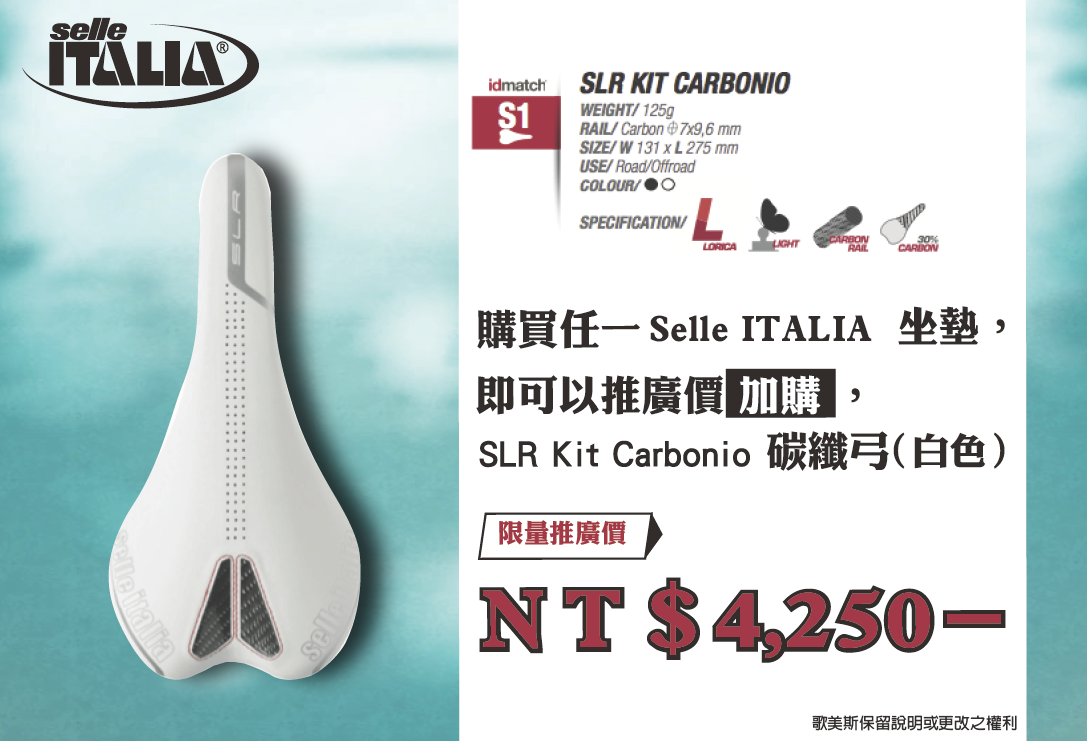 selle
ITALIA®
SLR
selle italia
idmatch
S1
SLR KIT CARBONIO
WEIGHT/ 125g
RAIL/ Carbon ⌽ 7x9,6 mm
SIZE/ W 131 x L 275 mm
USE/ Road/Offroad
COLOUR/
SPECIFICATION/
L LORICA
LIGHT
CARBON RAIL
30% CARBON
購買任一 Selle ITALIA 坐墊，
即可以推廣價 加購，
SLR Kit Carbonio 碳纖弓(白色)
限量推廣價
NT $ 4,250－
歌美斯保留說明或更改之權利